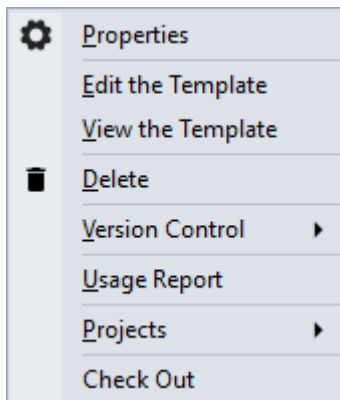 Properties
Edit the Template
View the Template
Delete
Version Control
Usage Report
Projects
Check Out